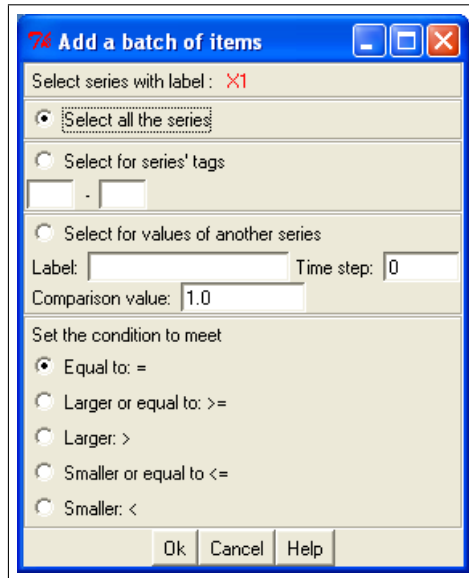 Add a batch of items
Select series with label : X1
Select all the series
Select for series' tags
-
Select for values of another series
Label: Time step: 0
Comparison value: 1.0
Set the condition to meet
Equal to: =
Larger or equal to: >=
Larger: >
Smaller or equal to <=
Smaller: <
Ok Cancel Help